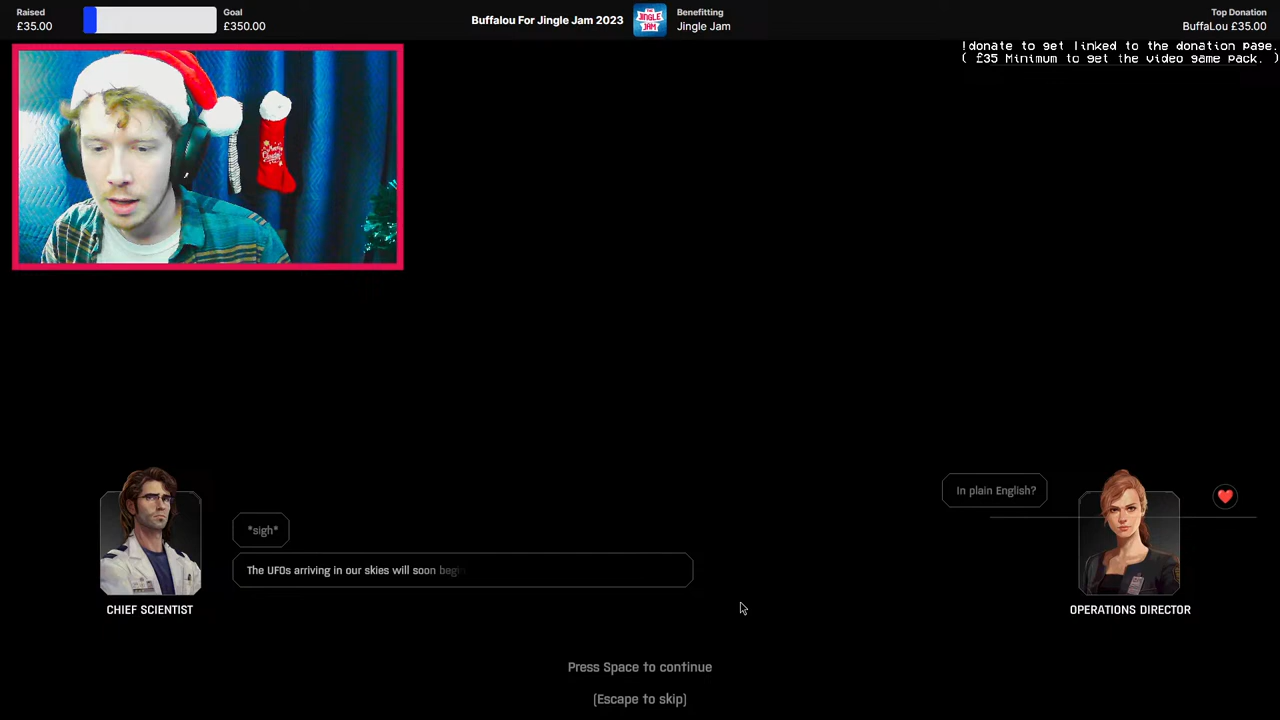 Raised
£35.00
Goal
£350.00
Buffalou For Jingle Jam 2023
THE JINGLE JAM
Benefitting
Jingle Jam
Top Donation
BuffaLou £35.00
!donate to get linked to the donation page.
( £35 Minimum to get the video game pack. )
In plain English?
*sigh*
The UFOs arriving in our skies will soon begi
CHIEF SCIENTIST
OPERATIONS DIRECTOR
Press Space to continue
(Escape to skip)